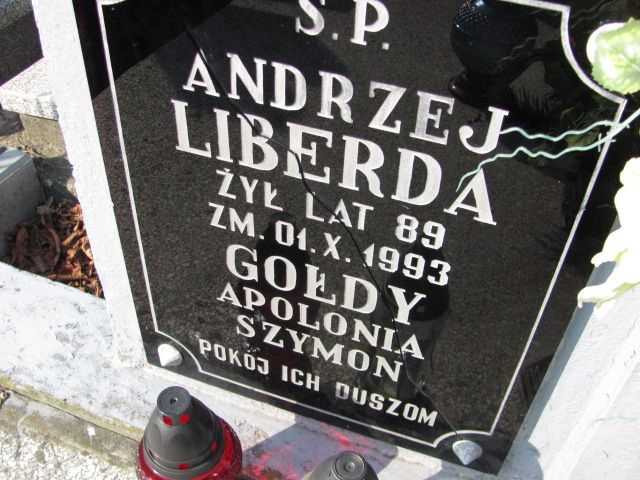 Ś.P.
ANDRZEJ
LIBERDA
ŻYŁ LAT 89
ZM. 01.X.1993
GOŁDY
APOLONIA
SZYMON
POKÓJ ICH DUSZOM